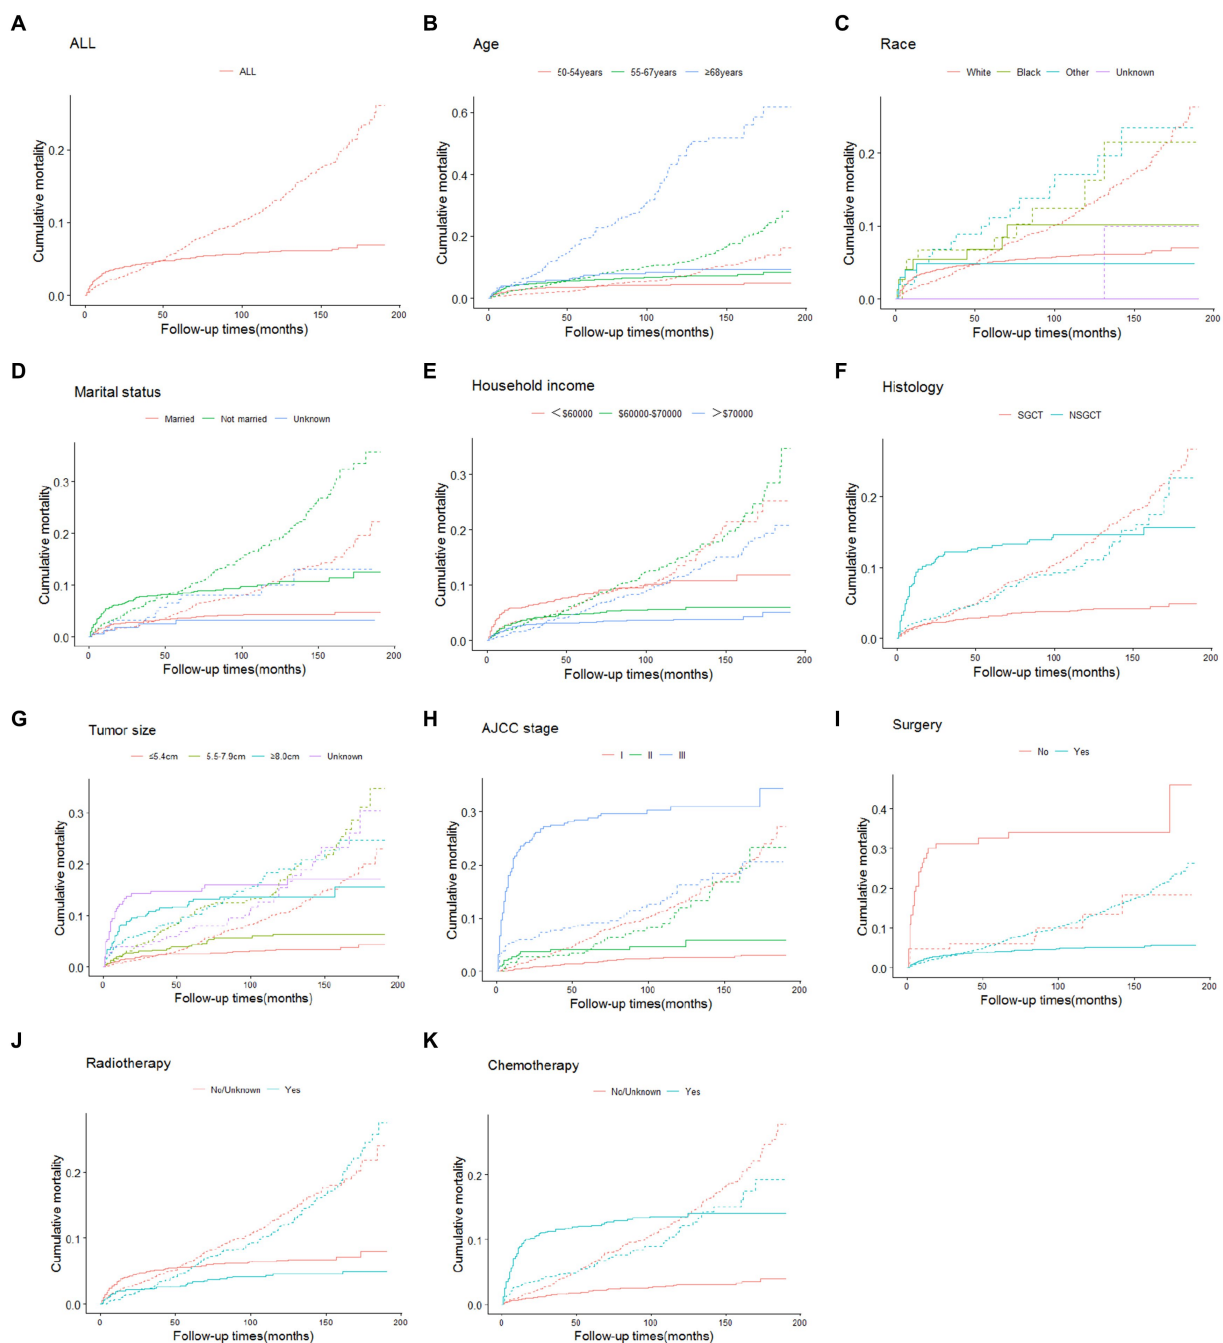 A
ALL
ALL
Cumulative mortality
0.2
0.1
0.0
0 50 100 150 200
Follow-up times(months)
B
Age
50-54years 55-67years ≥68years
Cumulative mortality
0.6
0.4
0.2
0.0
0 50 100 150 200
Follow-up times(months)
C
Race
White Black Other Unknown
Cumulative mortality
0.2
0.1
0.0
0 50 100 150 200
Follow-up times(months)
D
Marital status
Married Not married Unknown
Cumulative mortality
0.3
0.2
0.1
0.0
0 50 100 150 200
Follow-up times(months)
E
Household income
＜$60000 $60000-$70000 ＞$70000
Cumulative mortality
0.3
0.2
0.1
0.0
0 50 100 150 200
Follow-up times(months)
F
Histology
SGCT NSGCT
Cumulative mortality
0.2
0.1
0.0
0 50 100 150 200
Follow-up times(months)
G
Tumor size
≤5.4cm 5.5-7.9cm ≥8.0cm Unknown
Cumulative mortality
0.3
0.2
0.1
0.0
0 50 100 150 200
Follow-up times(months)
H
AJCC stage
I II III
Cumulative mortality
0.3
0.2
0.1
0.0
0 50 100 150 200
Follow-up times(months)
I
Surgery
No Yes
Cumulative mortality
0.4
0.3
0.2
0.1
0.0
0 50 100 150 200
Follow-up times(months)
J
Radiotherapy
No/Unknown Yes
Cumulative mortality
0.2
0.1
0.0
0 50 100 150 200
Follow-up times(months)
K
Chemotherapy
No/Unknown Yes
Cumulative mortality
0.2
0.1
0.0
0 50 100 150 200
Follow-up times(months)